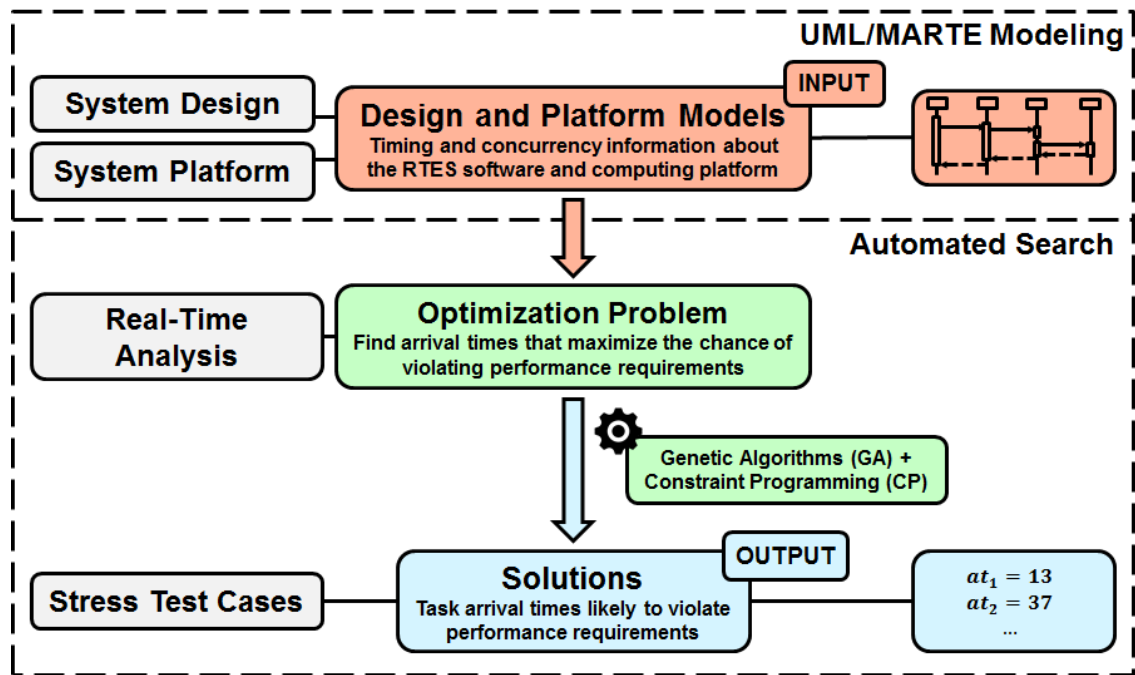 UML/MARTE Modeling
INPUT
System Design
System Platform
Design and Platform Models
Timing and concurrency information about
the RTES software and computing platform
Automated Search
Real-Time
Analysis
Optimization Problem
Find arrival times that maximize the chance of
violating performance requirements
Genetic Algorithms (GA) +
Constraint Programming (CP)
OUTPUT
Stress Test Cases
Solutions
Task arrival times likely to violate
performance requirements
at₁ = 13
at₂ = 37
...